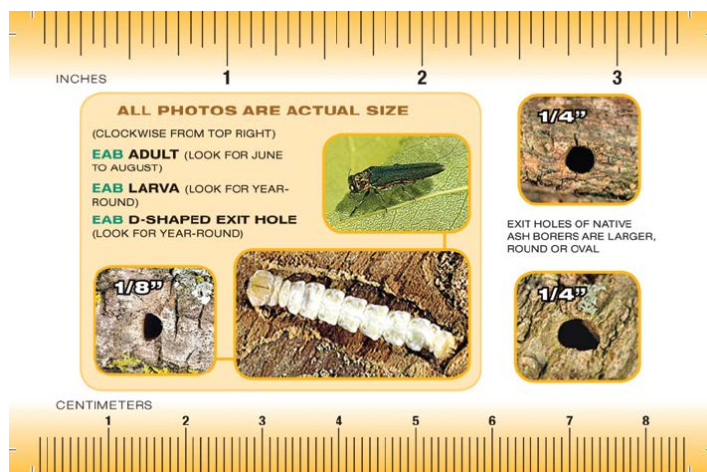 INCHES 1 2 3
ALL PHOTOS ARE ACTUAL SIZE
(CLOCKWISE FROM TOP RIGHT)
EAB ADULT (LOOK FOR JUNE
TO AUGUST)
EAB LARVA (LOOK FOR YEAR-
ROUND)
EAB D-SHAPED EXIT HOLE
(LOOK FOR YEAR-ROUND)
1/8”
1/4”
EXIT HOLES OF NATIVE
ASH BORERS ARE LARGER,
ROUND OR OVAL
1/4”
CENTIMETERS
1 2 3 4 5 6 7 8